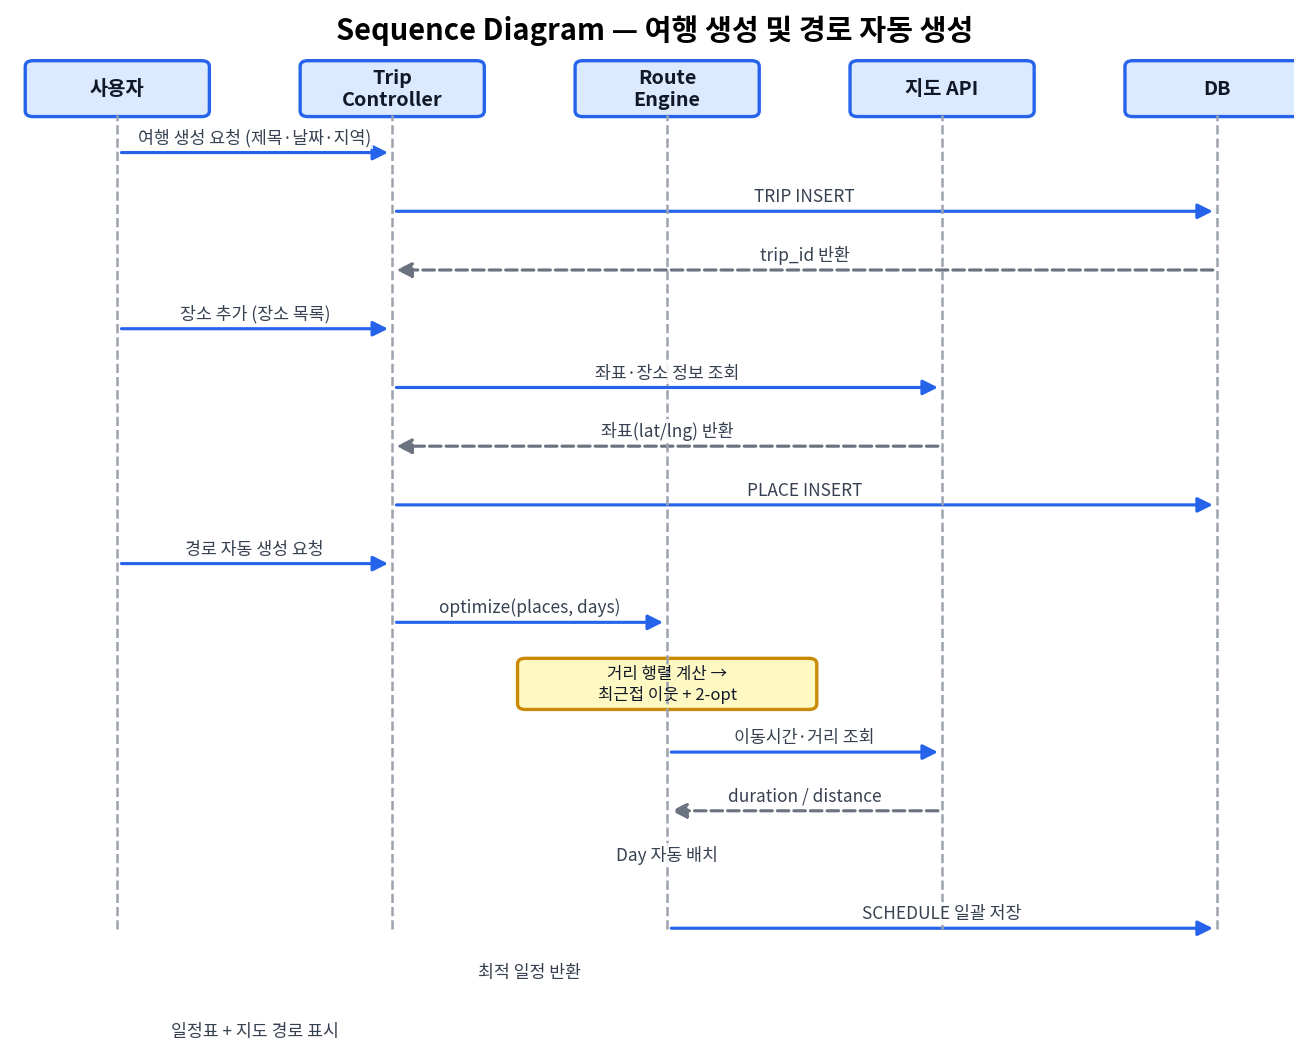 Sequence Diagram — 여행 생성 및 경로 자동 생성
사용자
Trip
Controller
Route
Engine
지도 API
DB
여행 생성 요청 (제목·날짜·지역)
TRIP INSERT
trip_id 반환
장소 추가 (장소 목록)
좌표·장소 정보 조회
좌표(lat/lng) 반환
PLACE INSERT
경로 자동 생성 요청
optimize(places, days)
거리 행렬 계산 →
최근접 이웃 + 2-opt
이동시간·거리 조회
duration / distance
Day 자동 배치
SCHEDULE 일괄 저장
최적 일정 반환
일정표 + 지도 경로 표시